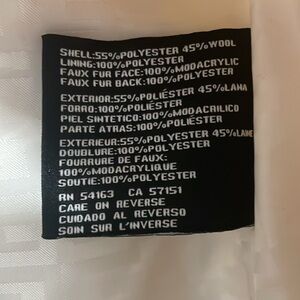 SHELL:55%POLYESTER 45%WOOL
LINING:100%POLYESTER
FAUX FUR FACE:100%MODACRYLIC
FAUX FUR BACK:100%POLYESTER
EXTERIOR:55%POLIÉSTER 45%LANA
FORRO:100%POLIÉSTER
PIEL SINTETICO:100%MODACRILICO
PARTE ATRAS:100%POLIÉSTER
EXTERIEUR:55%POLYESTER 45%LAINE
DOUBLURE:100%POLYESTER
FOURRURE DE FAUX:
100%MODACRYLIQUE
SOUTIE:100%POLYESTER
RN 54163 CA 57151
CARE ON REVERSE
CUIDADO AL REVERSO
SOIN SUR L'INVERSE